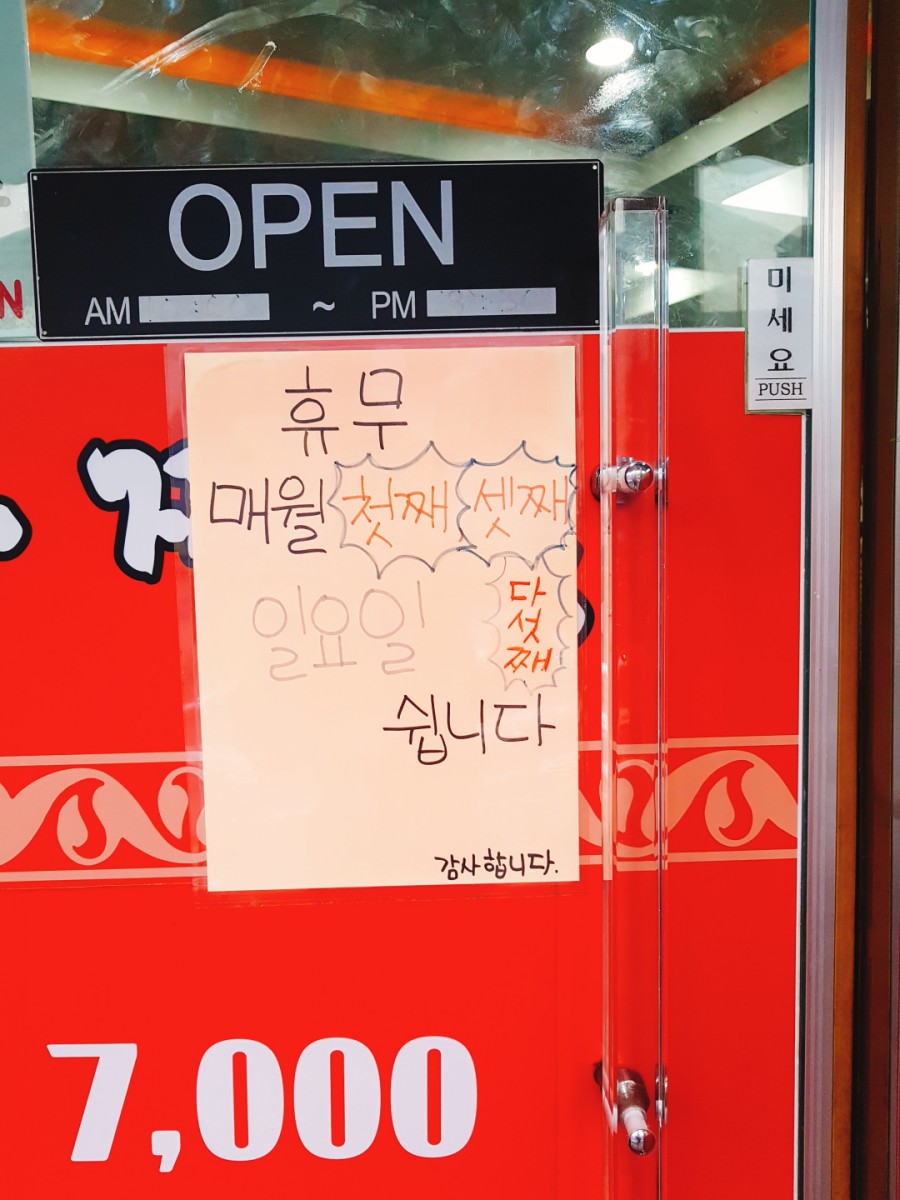 OPEN
AM ~ PM
미세요
PUSH
휴무
매월 첫째 셋째
다섯째
일요일
쉽니다
감사합니다.
7,000